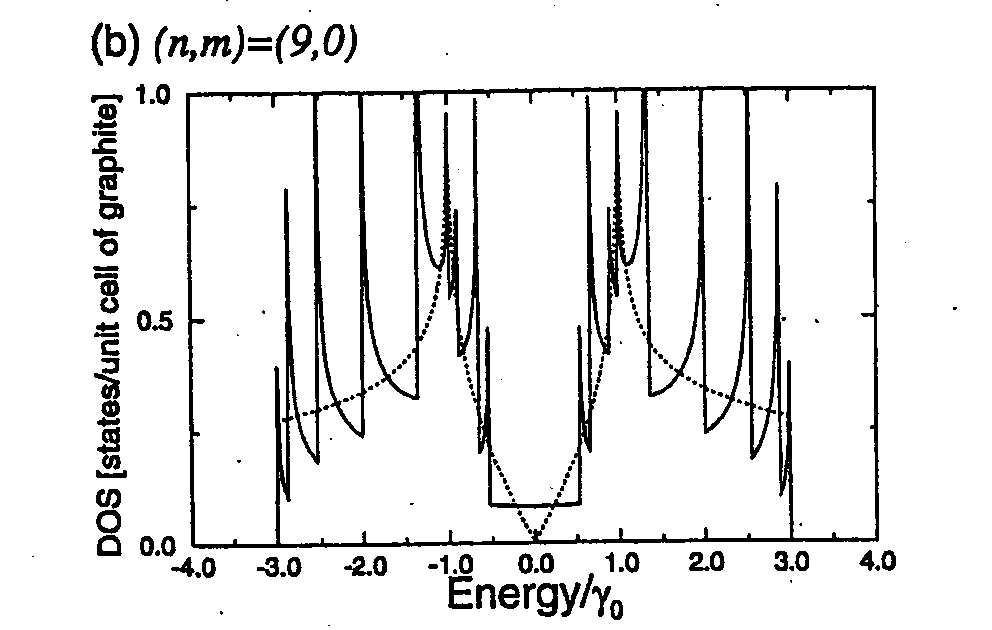 (b) (n,m)=(9,0)
DOS [states/unit cell of graphite]
1.0
0.5
0.0
-4.0 -3.0 -2.0 -1.0 0.0 1.0 2.0 3.0 4.0
Energy/γ₀